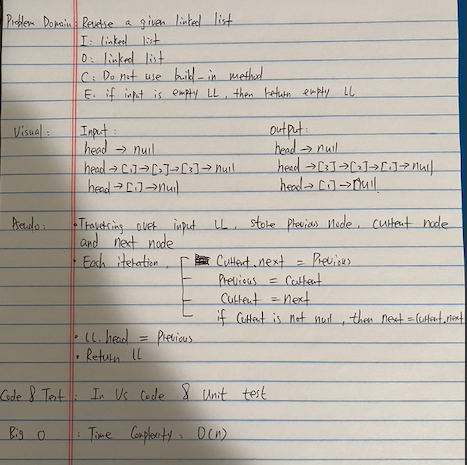 Problem Domain: Reverse a given linked list
I: linked list
O: linked list
C: Do not use build-in method
E: if input is empty LL, then return empty LL
Visual: Input: output:
head → null head → null
head → [1] → [2] → [3] → null head → [3] → [2] → [1] → null
head → [1] → null head → [1] → null
Pseudo: • Traversing over input LL, store previous node, current node
and next node
• Each iteration, Current.next = Previous
Previous = Current
Current = next
if Current is not null, then next = Current.next
• LL.head = Previous
• Return LL
Code & Test: In Vs code & Unit test
Big O: Time Complexity: O(n)